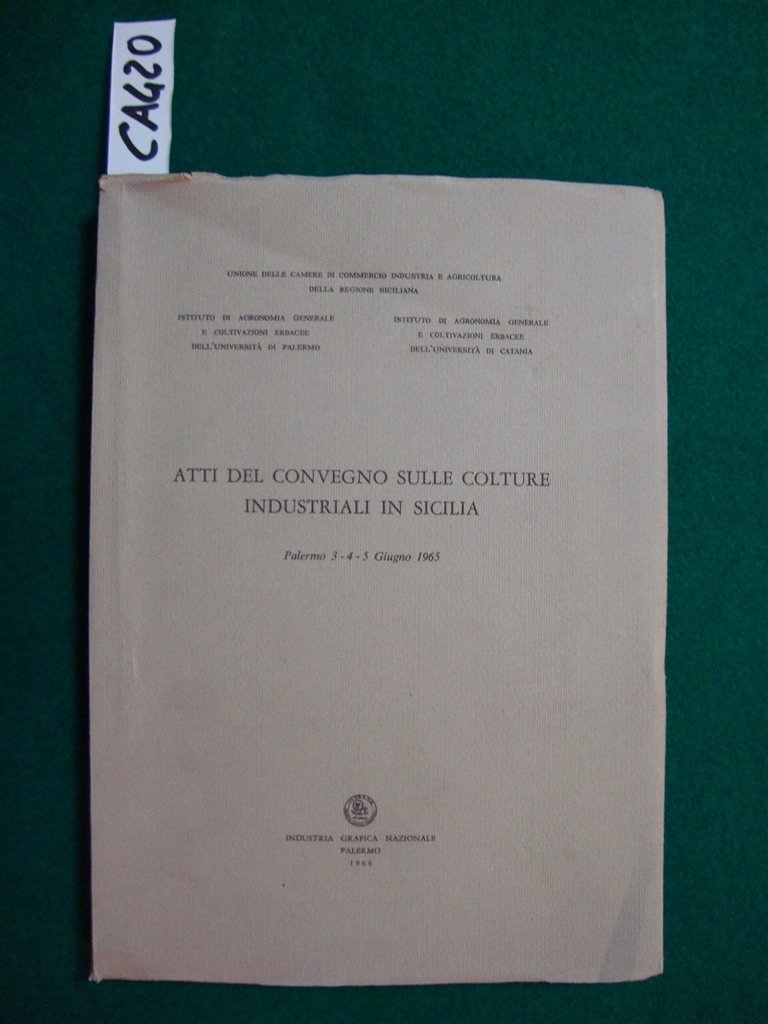 CA420
UNIONE DELLE CAMERE DI COMMERCIO INDUSTRIA E AGRICOLTURA
DELLA REGIONE SICILIANA
ISTITUTO DI AGRONOMIA GENERALE
E COLTIVAZIONI ERBACEE
DELL'UNIVERSITÀ DI PALERMO
ISTITUTO DI AGRONOMIA GENERALE
E COLTIVAZIONI ERBACEE
DELL'UNIVERSITÀ DI CATANIA
ATTI DEL CONVEGNO SULLE COLTURE
INDUSTRIALI IN SICILIA
Palermo 3 - 4 - 5 Giugno 1965
INDUSTRIA GRAFICA NAZIONALE
PALERMO
1966